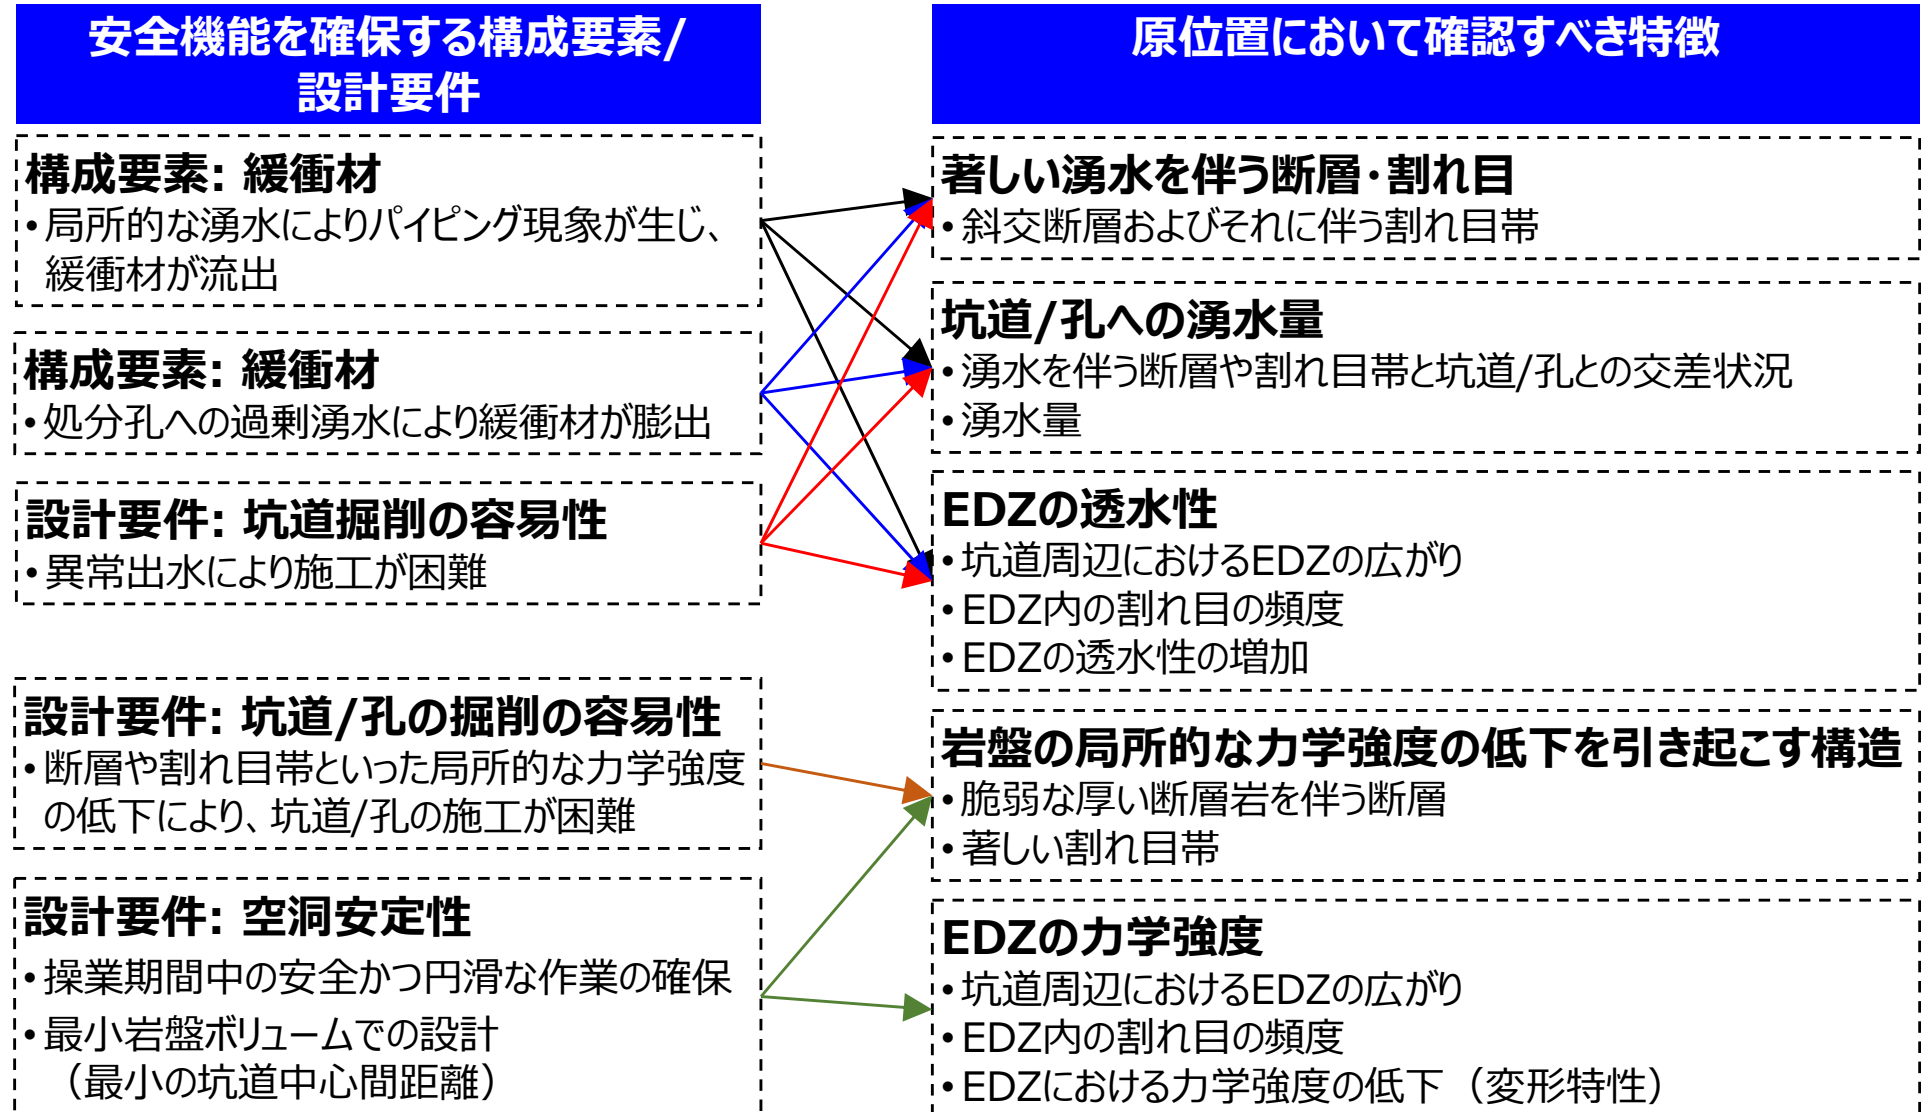 安全機能を確保する構成要素/
設計要件
構成要素: 緩衝材
•局所的な湧水によりパイピング現象が生じ、
緩衝材が流出
構成要素: 緩衝材
•処分孔への過剰湧水により緩衝材が膨出
設計要件: 坑道掘削の容易性
•異常出水により施工が困難
設計要件: 坑道/孔の掘削の容易性
•断層や割れ目帯といった局所的な力学強度
の低下により、坑道/孔の施工が困難
設計要件: 空洞安定性
•操業期間中の安全かつ円滑な作業の確保
•最小岩盤ボリュームでの設計
（最小の坑道中心間距離）
原位置において確認すべき特徴
著しい湧水を伴う断層・割れ目
•斜交断層およびそれに伴う割れ目帯
坑道/孔への湧水量
•湧水を伴う断層や割れ目帯と坑道/孔との交差状況
•湧水量
EDZの透水性
•坑道周辺におけるEDZの広がり
•EDZ内の割れ目の頻度
•EDZの透水性の増加
岩盤の局所的な力学強度の低下を引き起こす構造
•脆弱な厚い断層岩を伴う断層
•著しい割れ目帯
EDZの力学強度
•坑道周辺におけるEDZの広がり
•EDZ内の割れ目の頻度
•EDZにおける力学強度の低下（変形特性）